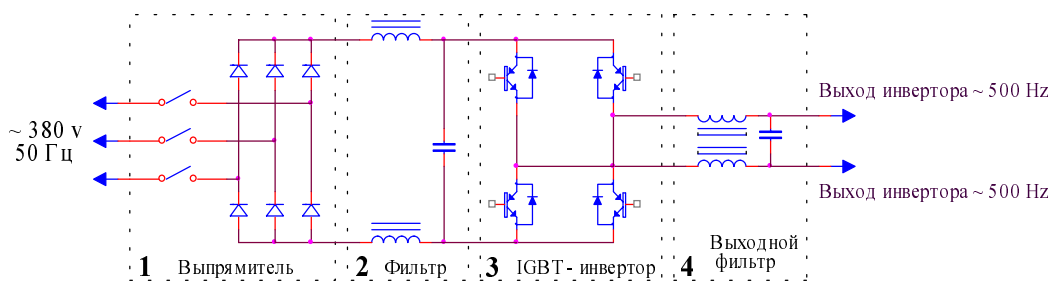 Выход инвертора ~ 500 Hz
~ 380 v
50 Гц
Выход инвертора ~ 500 Hz
1 Выпрямитель
2 Фильтр
3 IGBT - инвертор
4 Выходной
фильтр